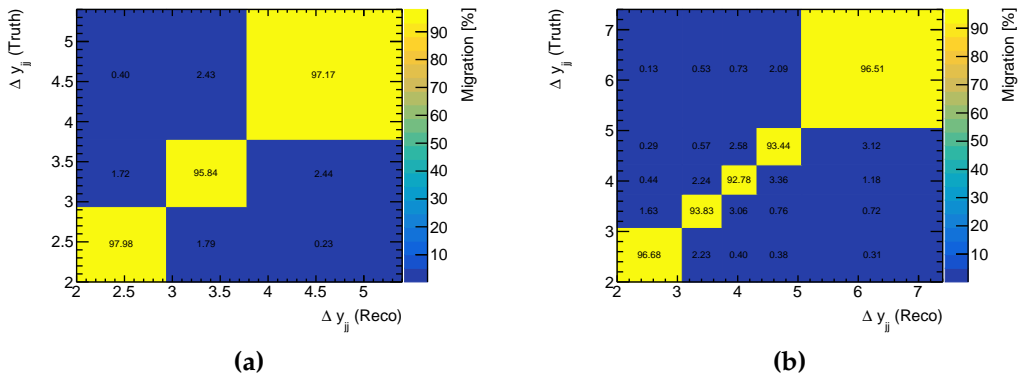 Δ y_jj (Truth)
5
4.5
4
3.5
3
2.5
2
0.40 2.43 97.17
1.72 95.84 2.44
97.98 1.79 0.23
2 2.5 3 3.5 4 4.5 5
Δ y_jj (Reco)
90
80
70
60
50
40
30
20
10
Migration [%]
(a)
Δ y_jj (Truth)
7
6
5
4
3
2
0.13 0.53 0.73 2.09 96.51
0.29 0.57 2.58 93.44 3.12
0.44 2.24 92.78 3.36 1.18
1.63 93.83 3.06 0.76 0.72
96.68 2.23 0.40 0.38 0.31
2 3 4 5 6 7
Δ y_jj (Reco)
90
80
70
60
50
40
30
20
10
Migration [%]
(b)